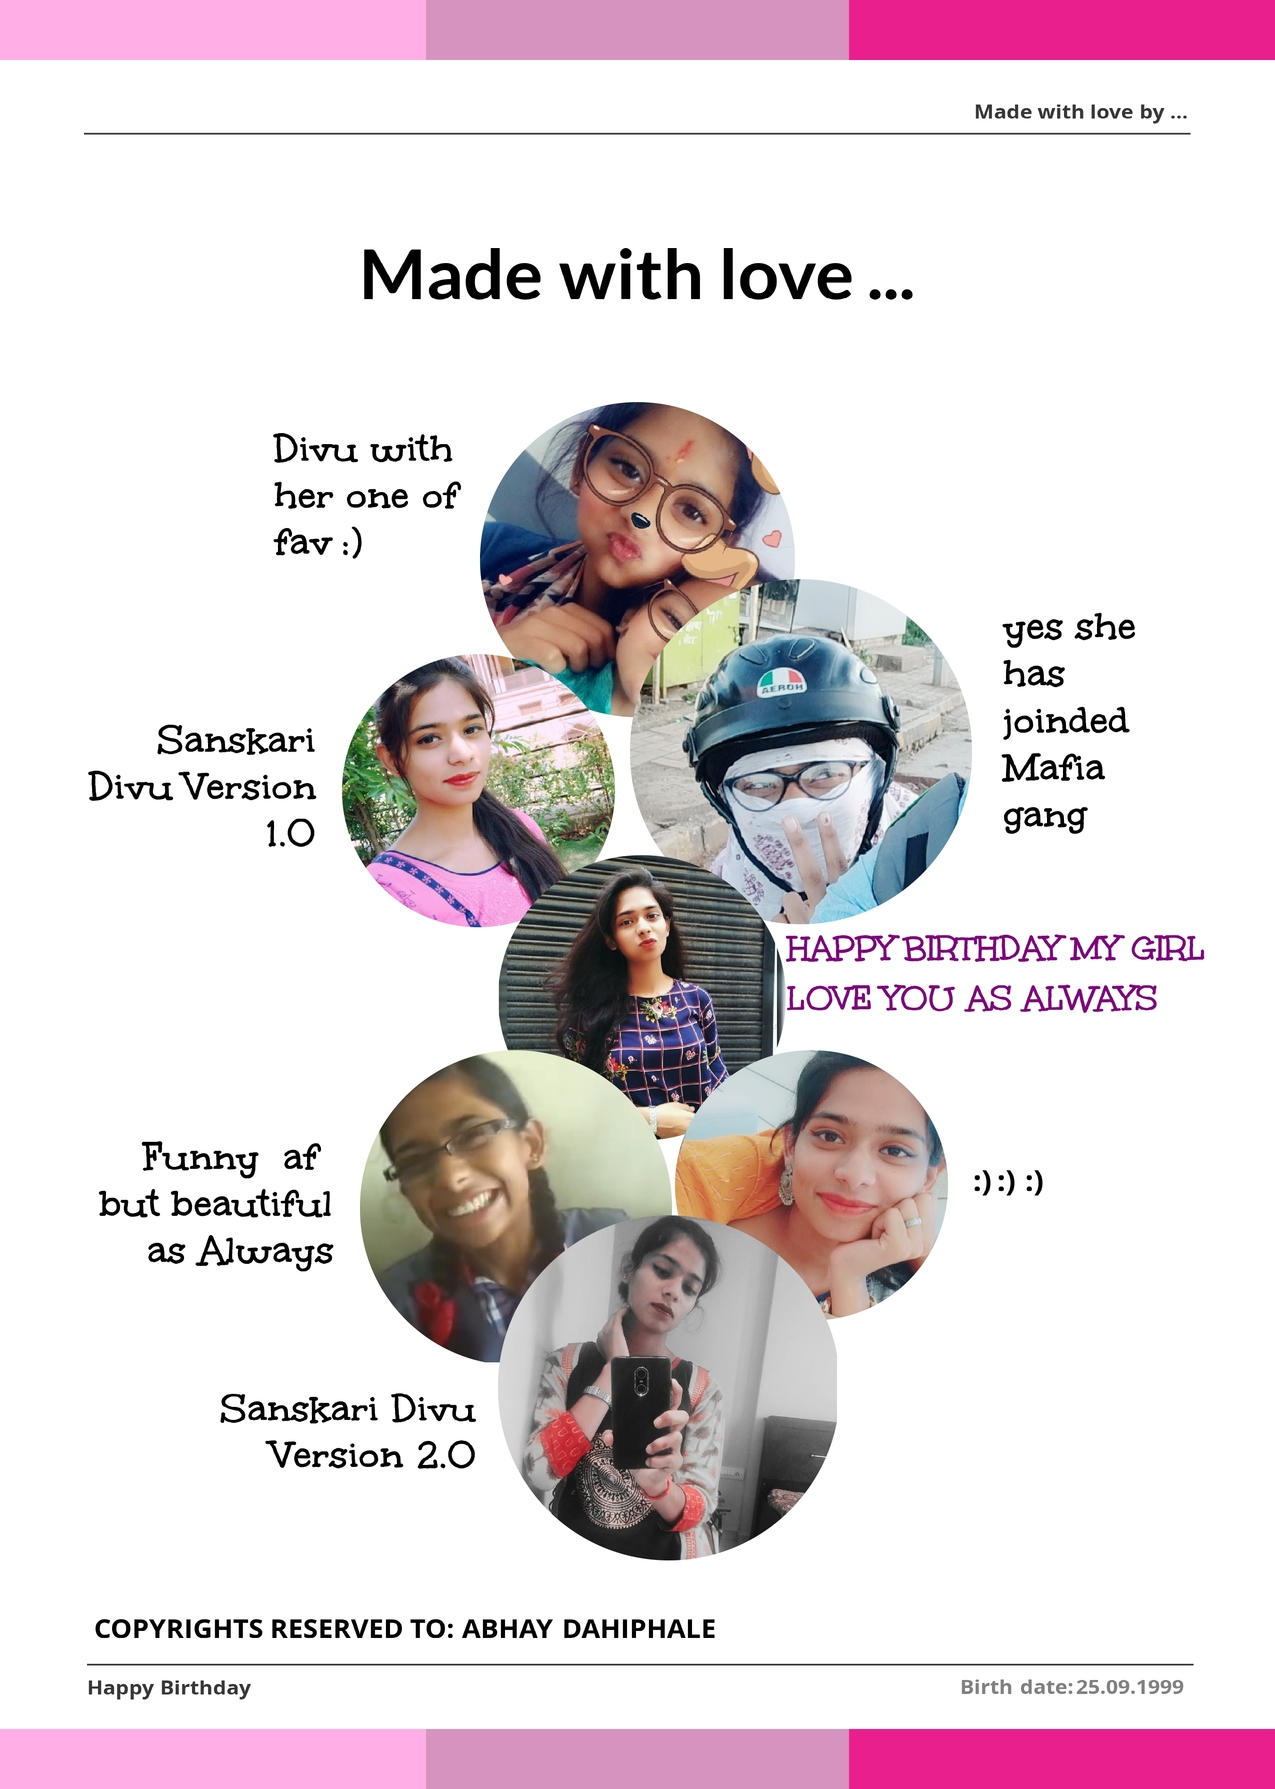 Made with love by ...
Made with love ...
Divu with
her one of
fav :)
yes she
has
joinded
Mafia
gang
AEROH
Sanskari
Divu Version
1.0
HAPPY BIRTHDAY MY GIRL
LOVE YOU AS ALWAYS
Funny af
but beautiful
as Always
:) :) :)
Sanskari Divu
Version 2.0
COPYRIGHTS RESERVED TO: ABHAY DAHIPHALE
Happy Birthday
Birth date: 25.09.1999